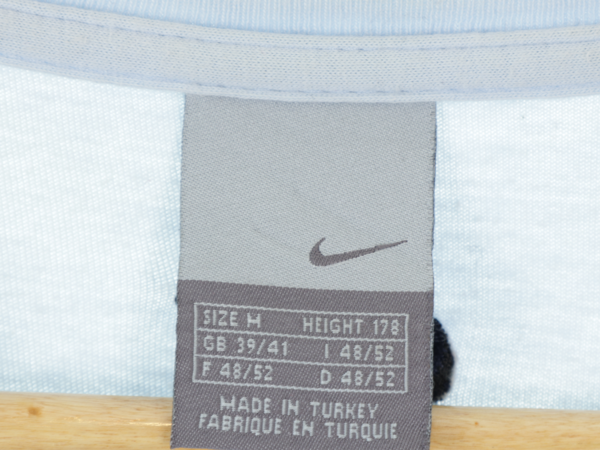 SIZE M HEIGHT 178
GB 39/41 I 48/52
F 48/52 D 48/52
MADE IN TURKEY
FABRIQUE EN TURQUIE